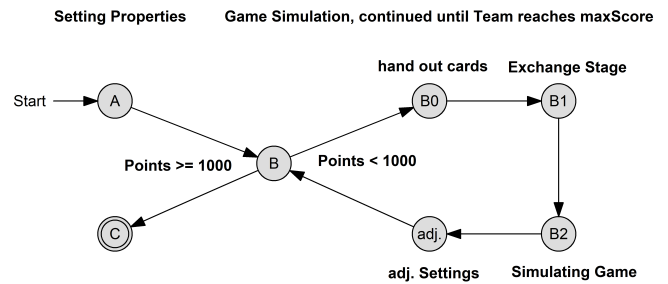 Setting Properties
Game Simulation, continued until Team reaches maxScore
hand out cards
Exchange Stage
Start
A
B0
B1
Points >= 1000
B
Points < 1000
C
adj.
B2
adj. Settings
Simulating Game